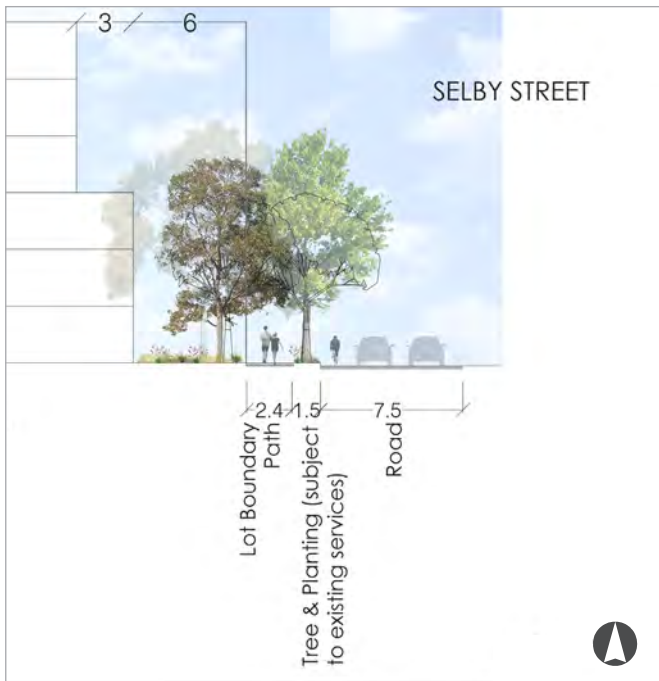 3 6
SELBY STREET
2.4 1.5 7.5
Lot Boundary
Path
Tree & Planting (subject
to existing services)
Road